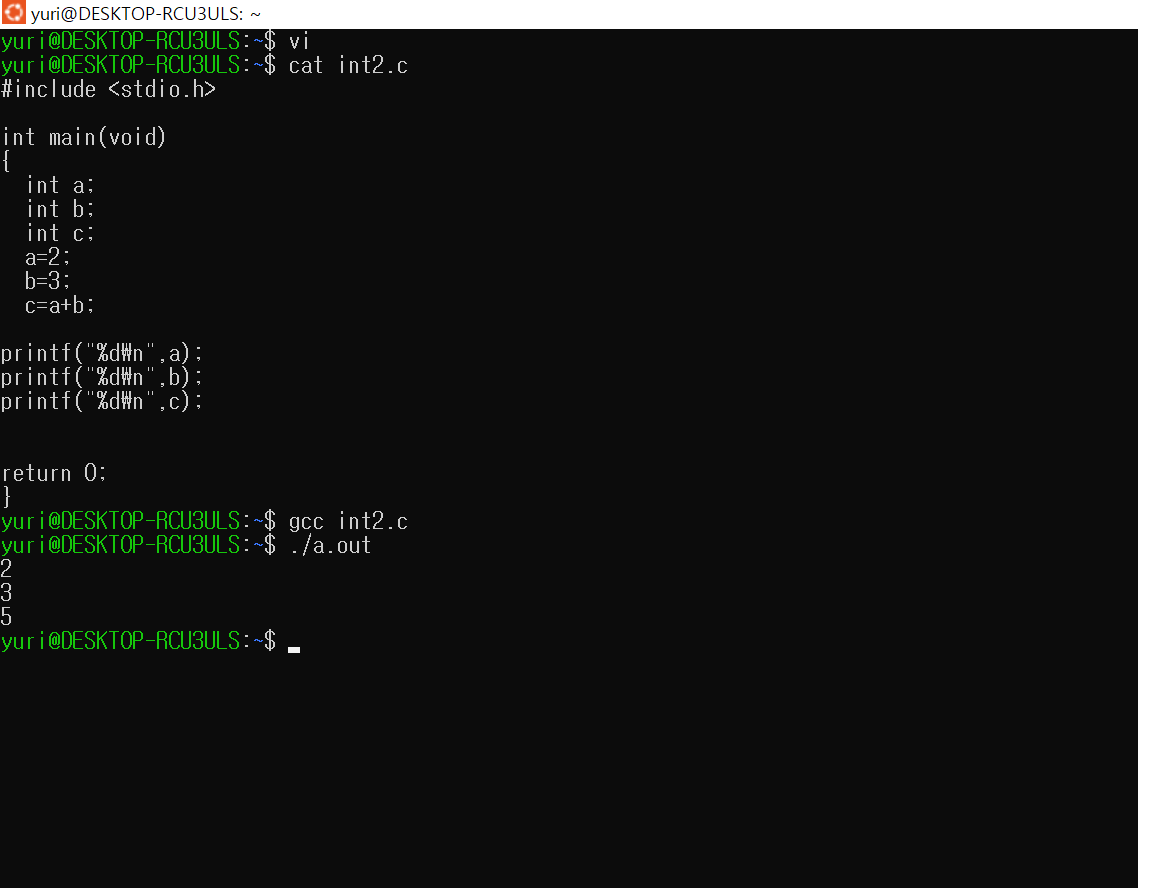 yuri@DESKTOP-RCU3ULS: ~
yuri@DESKTOP-RCU3ULS:~$ vi
yuri@DESKTOP-RCU3ULS:~$ cat int2.c
#include <stdio.h>
int main(void)
{
  int a;
  int b;
  int c;
  a=2;
  b=3;
  c=a+b;
printf("%d₩n",a);
printf("%d₩n",b);
printf("%d₩n",c);
return 0;
}
yuri@DESKTOP-RCU3ULS:~$ gcc int2.c
yuri@DESKTOP-RCU3ULS:~$ ./a.out
2
3
5
yuri@DESKTOP-RCU3ULS:~$